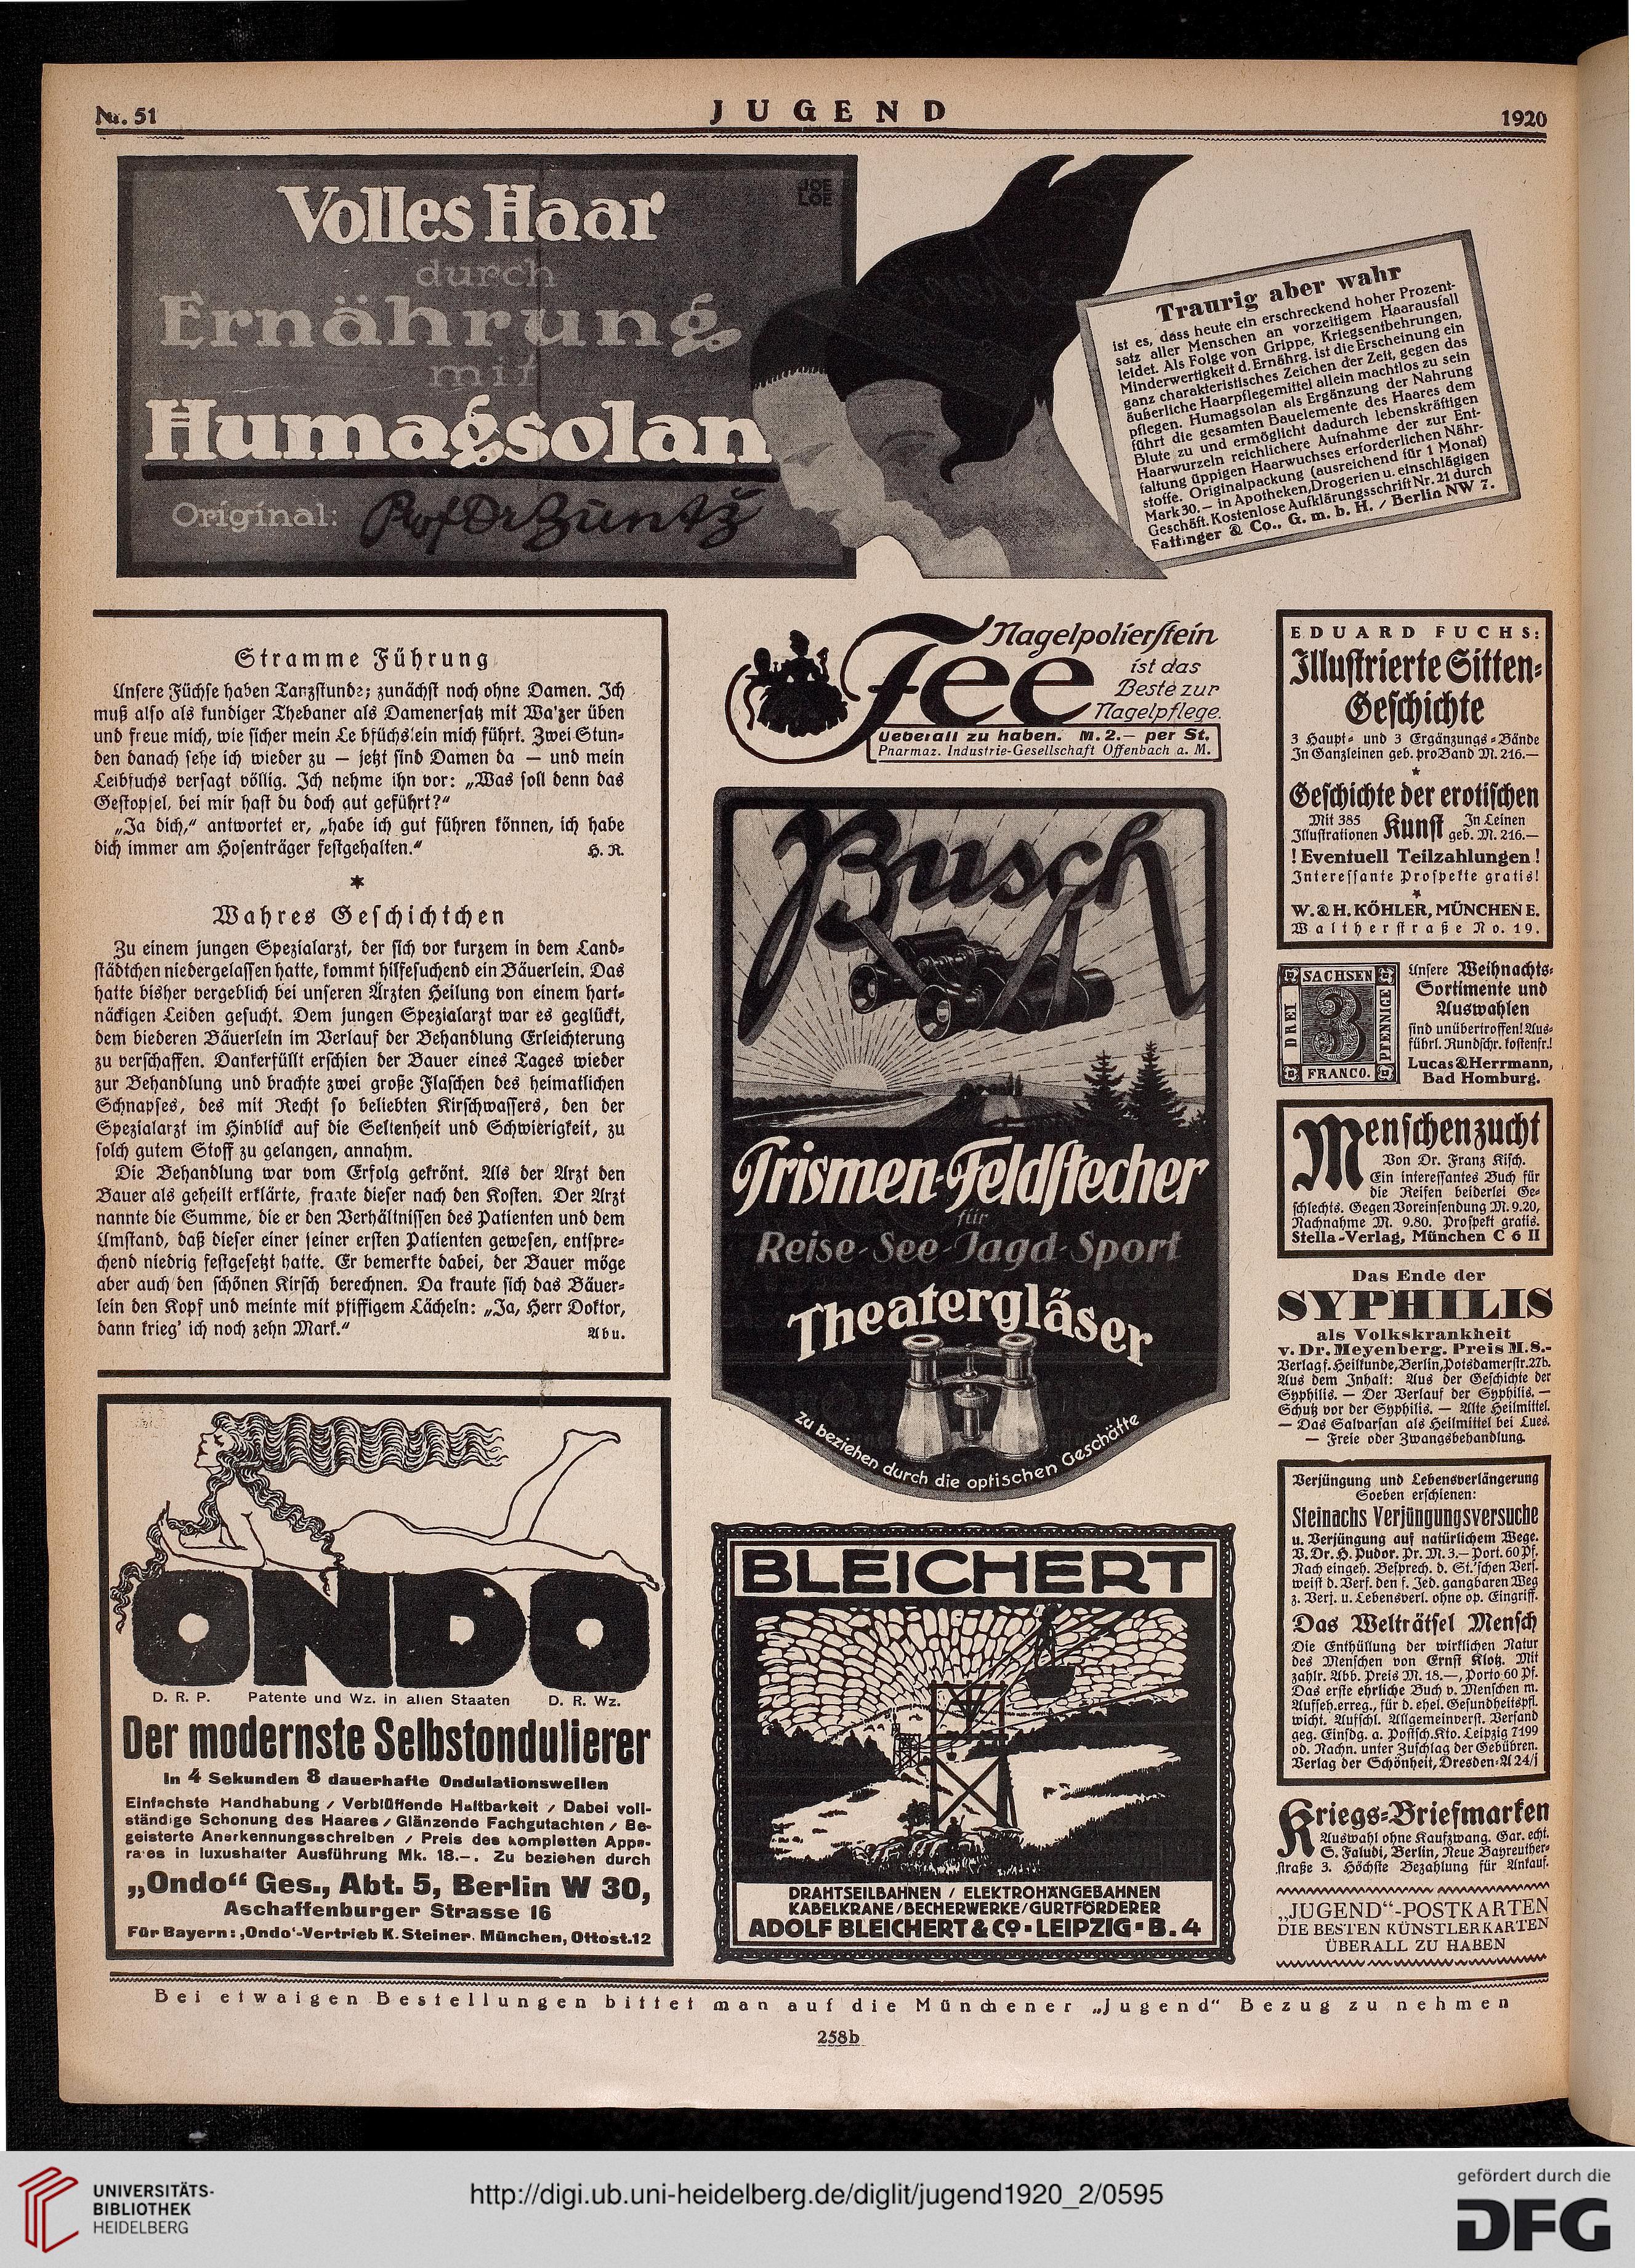 Nr. 51
JUGEND
1920
Volles Haar
durch
Ernährung
mit
Humagsolan
Original: Prof Dr Zuntz
JOE
LOE
Traurig aber wahr
ist es, dass heute ein erschreckend hoher Prozent-
satz aller Menschen an vorzeitigem Haarausfall
leidet. Als Folge von Grippe, Kriegsentbehrungen,
Minderwertigkeit d. Ernährg. ist die Erscheinung ein
ganz charakteristisches Zeichen der Zeit, gegen das
äußerliche Haarpflegemittel allein machtlos zu sein
pflegen. Humagsolan als Ergänzung der Nahrung
führt die gesamten Bauelemente des Haares dem
Blute zu und ermöglicht dadurch lebenskräftigen
Haarwurzeln reichlichere Aufnahme der zur Ent-
faltung üppigen Haarwuchses erforderlichen Nähr-
stoffe. Originalpackung (ausreichend für 1 Monat)
Mark 30.— in Apotheken, Drogerien u. einschlägigen
Geschäft. Kostenlose Aufklärungsschrift Nr. 21 durch
Fattinger & Co., G. m. b. H. / Berlin NW 7.
Stramme Führung
Unsere Füchse haben Tanzstunde; zunächst noch ohne Damen. Ich
muß also als kundiger Thebaner als Damenersatz mit Wa'zer üben
und freue mich, wie sicher mein Le bfüchslein mich führt. Zwei Stun-
den danach sehe ich wieder zu — jetzt sind Damen da — und mein
Leibfuchs versagt völlig. Ich nehme ihn vor: „Was soll denn das
Gestopsel, bei mir hast du doch gut geführt?“
„Ja dich,“ antwortet er, „habe ich gut führen können, ich habe
dich immer am Hosenträger festgehalten.“ H. R.
*
Wahres Geschichtchen
Zu einem jungen Spezialarzt, der sich vor kurzem in dem Land-
städtchen niedergelassen hatte, kommt hilfesuchend ein Bäuerlein. Das
hatte bisher vergeblich bei unseren Ärzten Heilung von einem hart-
näckigen Leiden gesucht. Dem jungen Spezialarzt war es geglückt,
dem biederen Bäuerlein im Verlauf der Behandlung Erleichterung
zu verschaffen. Dankerfüllt erschien der Bauer eines Tages wieder
zur Behandlung und brachte zwei große Flaschen des heimatlichen
Schnapses, des mit Recht so beliebten Kirschwassers, den der
Spezialarzt im Hinblick auf die Seltenheit und Schwierigkeit, zu
solch gutem Stoff zu gelangen, annahm.
Die Behandlung war vom Erfolg gekrönt. Als der Arzt den
Bauer als geheilt erklärte, fragte dieser nach den Kosten. Der Arzt
nannte die Summe, die er den Verhältnissen des Patienten und dem
Umstand, daß dieser einer seiner ersten Patienten gewesen, entspre-
chend niedrig festgesetzt hatte. Er bemerkte dabei, der Bauer möge
aber auch den schönen Kirsch berechnen. Da kraute sich das Bäuer-
lein den Kopf und meinte mit pfiffigem Lächeln: „Ja, Herr Doktor,
dann krieg' ich noch zehn Mark.“ Abu.
ONDO
D. R. P. Patente und Wz. in allen Staaten D. R. Wz.
Der modernste Selbstondulierer
In 4 Sekunden 8 dauerhafte Ondulationswellen
Einfachste Handhabung / Verblüffende Haltbarkeit / Dabei voll-
ständige Schonung des Haares / Glänzende Fachgutachten / Be-
geisterte Anerkennungsschreiben / Preis des kompletten Appa-
rates in luxushafter Ausführung Mk. 18.—. Zu beziehen durch
„Ondo“ Ges., Abt. 5, Berlin W 30,
Aschaffenburger Strasse 16
Für Bayern: ‚Ondo‘-Vertrieb K. Steiner, München, Ottost. 12
Fee
Nagelpolierstein
ist das
Beste zur
Nagelpflege.
Ueberall zu haben. M. 2.— per St.
Pharmaz. Industrie-Gesellschaft Offenbach a. M.
Busch
Prismen-Feldstecher
für
Reise-See-Jagd-Sport
Theatergläser
zu beziehen durch die optischen Geschäfte
BLEICHERT
DRAHTSEILBAHNEN / ELEKTROHÄNGEBAHNEN
KABELKRANE / BECHERWERKE / GURTFÖRDERER
ADOLF BLEICHERT & Co - LEIPZIG - B. 4
EDUARD FUCHS:
Illustrierte Sitten-
Geschichte
3 Haupt- und 3 Ergänzungs-Bände
In Ganzleinen geb. pro Band M. 216.—
*
Geschichte der erotischen
Mit 385 Illustrationen Kunst In Leinen geb. M. 216.—
! Eventuell Teilzahlungen !
Interessante Prospekte gratis!
*
W. & H. KÖHLER, MÜNCHEN E.
Waltherstraße No. 19.
SACHSEN
DREI
3
PFENNIGE
FRANCO.
Unsere Weihnachts-
Sortimente und
Auswahlen
sind unübertroffen! Aus-
führl. Rundschr. kostenfr.!
Lucas & Herrmann,
Bad Homburg.
Menschenzucht
Von Dr. Franz Kisch.
Ein interessantes Buch für
die Reifen beiderlei Ge-
schlechts. Gegen Voreinsendung M. 9.20,
Nachnahme M. 9.80. Prospekt gratis.
Stella-Verlag, München C 6 II
Das Ende der
SYPHILIS
als Volkskrankheit
v. Dr. Meyenberg. Preis M. 8.-
Verlag f. Heilkunde, Berlin, Potsdamerstr. 27b.
Aus dem Inhalt: Aus der Geschichte der
Syphilis. — Der Verlauf der Syphilis. —
Schutz vor der Syphilis. — Alte Heilmittel.
— Das Salvarsan als Heilmittel bei Lues.
— Freie oder Zwangsbehandlung.
Verjüngung und Lebensverlängerung
Soeben erschienen:
Steinachs Verjüngungsversuche
u. Verjüngung auf natürlichem Wege.
V. Dr. H. Pudor. Pr. M. 3.— Port. 60 Pf.
Nach eingeh. Besprech. d. St.'schen Vers.
weist d. Verf. den f. Jed. gangbaren Weg
z. Verj. u. Lebensverl. ohne op. Eingriff.
Das Welträtsel Mensch
Die Enthüllung der wirklichen Natur
des Menschen von Ernst Klotz. Mit
zahlr. Abb. Preis M. 18.—, Porto 60 Pf.
Das erste ehrliche Buch v. Menschen m.
Aufseh. erreg., für d. ehel. Gesundheitspfl.
wicht. Aufschl. Allgemeinverst. Versand
geg. Einsdg. a. Postsch. Kto. Leipzig 7199
od. Nachn. unter Zuschlag der Gebühren.
Verlag der Schönheit, Dresden-A 24/j
Kriegs-Briefmarken
Auswahl ohne Kaufzwang. Gar. echt.
S. Faludi, Berlin, Neue Bayreuther-
straße 3. Höchste Bezahlung für Ankauf.
„JUGEND“-POSTKARTEN
DIE BESTEN KÜNSTLERKARTEN
ÜBERALL ZU HABEN
Bei etwaigen Bestellungen bittet man auf die Münchener „Jugend“ Bezug zu nehmen
258b
UNIVERSITÄTS-
BIBLIOTHEK
HEIDELBERG
http://digi.ub.uni-heidelberg.de/diglit/jugend1920_2/0595
gefördert durch die
DFG